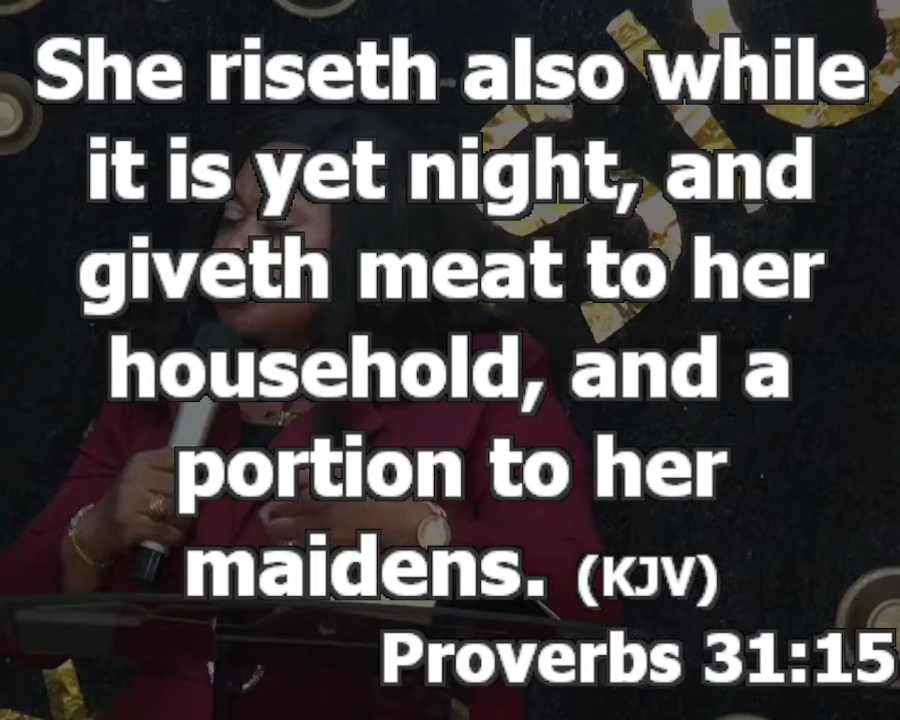 She riseth also while
it is yet night, and
giveth meat to her
household, and a
portion to her
maidens. (KJV)
Proverbs 31:15